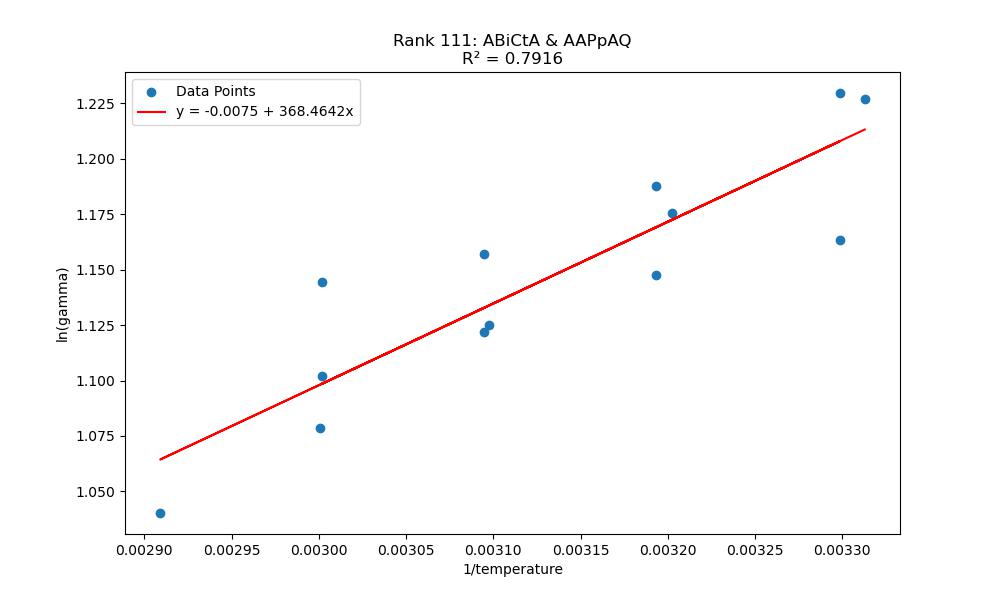 Rank 111: ABiCtA & AAPpAQ
R² = 0.7916
Data Points
y = -0.0075 + 368.4642x
1.225
1.200
1.175
1.150
1.125
1.100
1.075
1.050
ln(gamma)
0.00290 0.00295 0.00300 0.00305 0.00310 0.00315 0.00320 0.00325 0.00330
1/temperature